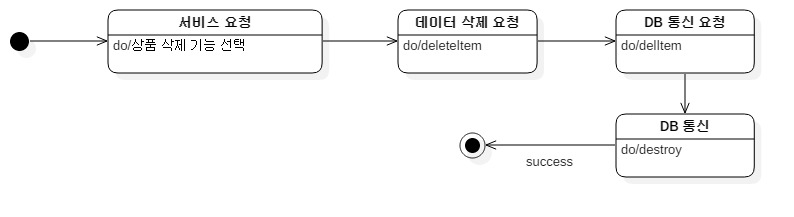 서비스 요청
do/상품 삭제 기능 선택
데이터 삭제 요청
do/deleteItem
DB 통신 요청
do/delItem
DB 통신
do/destroy
success